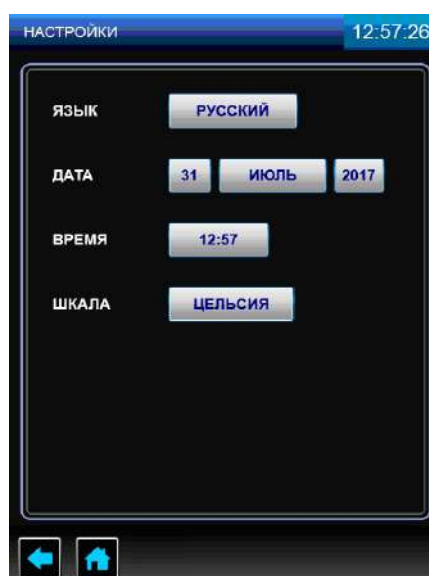 НАСТРОЙКИ 12:57:26
ЯЗЫК РУССКИЙ
ДАТА 31 ИЮЛЬ 2017
ВРЕМЯ 12:57
ШКАЛА ЦЕЛЬСИЯ